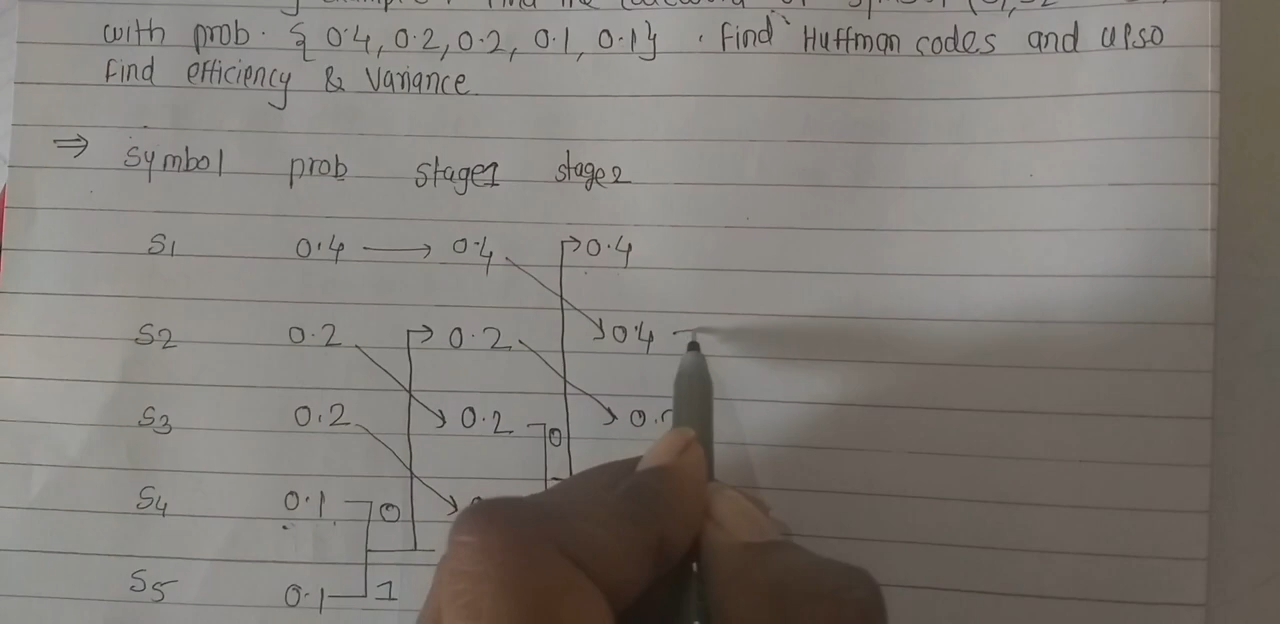 with prob. { 0.4, 0.2, 0.2, 0.1, 0.1} . Find Huffman codes and also
Find efficiency & Variance.
⇒ Symbol prob stage1 stage2
S1 0.4 → 0.4 0.4
S2 0.2 0.2 0.4
S3 0.2 0.2 0
S4 0.1 0
S5 0.1 1